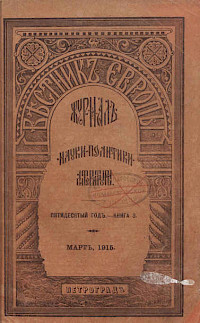 ВѢСТНИКЪ ЕВРОПЫ
ЖУРНАЛЪ
НАУКИ-ПОЛИТИКИ
ПЯТИДЕСЯТЫЙ ГОДЪ.—КНИГА 3.
МАРТЪ, 1915.
ПЕТРОГРАДЪ.